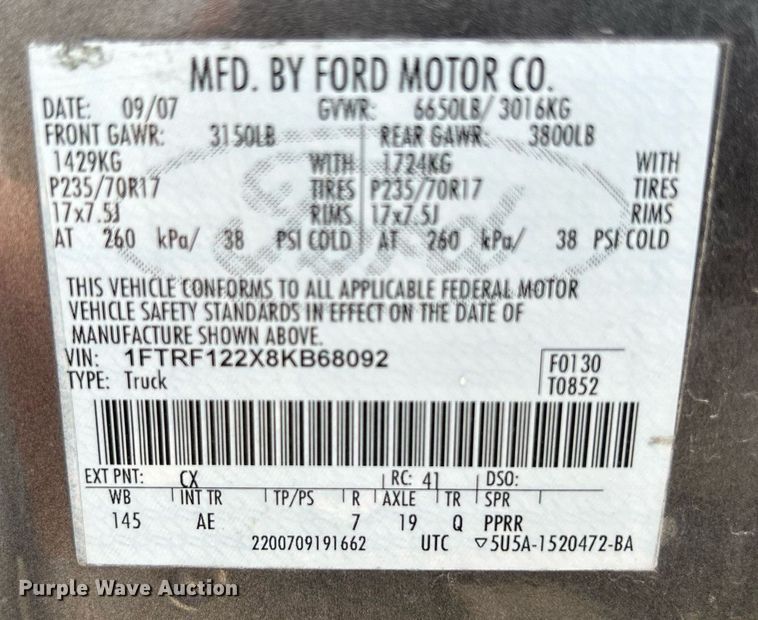 MFD. BY FORD MOTOR CO.
DATE: 09/07 GVWR: 6650LB/ 3016KG
FRONT GAWR: 3150LB REAR GAWR: 3800LB
1429KG WITH 1724KG WITH
P235/70R17 TIRES P235/70R17 TIRES
17x7.5J RIMS 17x7.5J RIMS
AT 260 kPa/ 38 PSI COLD AT 260 kPa/ 38 PSI COLD
Ford
THIS VEHICLE CONFORMS TO ALL APPLICABLE FEDERAL MOTOR
VEHICLE SAFETY STANDARDS IN EFFECT ON THE DATE OF
MANUFACTURE SHOWN ABOVE.
VIN: 1FTRF122X8KB68092 F0130
TYPE: Truck T0852
EXT PNT: CX RC: 41 DSO:
WB INT TR TP/PS R AXLE TR SPR
145 AE 7 19 Q PPRR
2200709191662 UTC ▽5U5A-1520472-BA
Purple Wave Auction